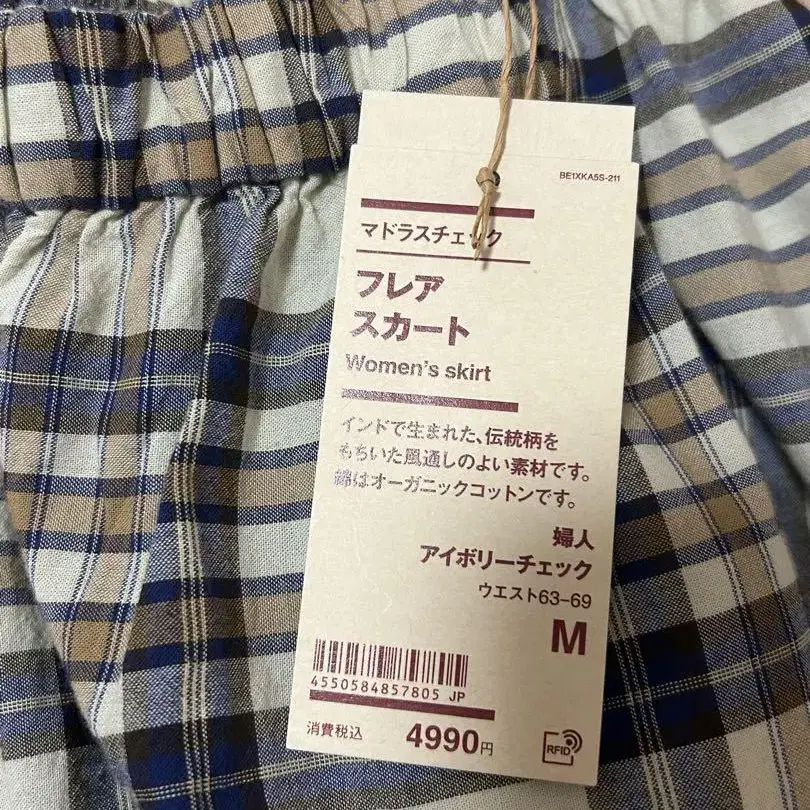 BE1XKA5S-211
マドラスチェック
フレア
スカート
Women's skirt
インドで生まれた、伝統柄を
もちいた風通しのよい素材です。
綿はオーガニックコットンです。
婦人
アイボリーチェック
ウエスト63-69
M
4550584857805 JP
消費税込 4990円
RFID